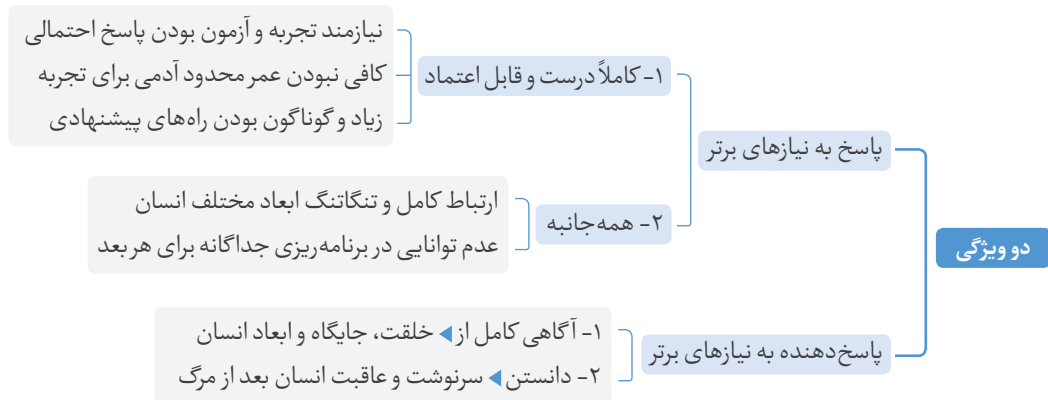 دو ویژگی
پاسخ به نیازهای برتر
۱- کاملاً درست و قابل اعتماد
نیازمند تجربه و آزمون بودن پاسخ احتمالی
کافی نبودن عمر محدود آدمی برای تجربه
زیاد و گوناگون بودن راه‌های پیشنهادی
۲- همه‌جانبه
ارتباط کامل و تنگاتنگ ابعاد مختلف انسان
عدم توانایی در برنامه‌ریزی جداگانه برای هر بعد
پاسخ‌دهنده به نیازهای برتر
۱- آگاهی کامل از ◀ خلقت، جایگاه و ابعاد انسان
۲- دانستن ◀ سرنوشت و عاقبت انسان بعد از مرگ